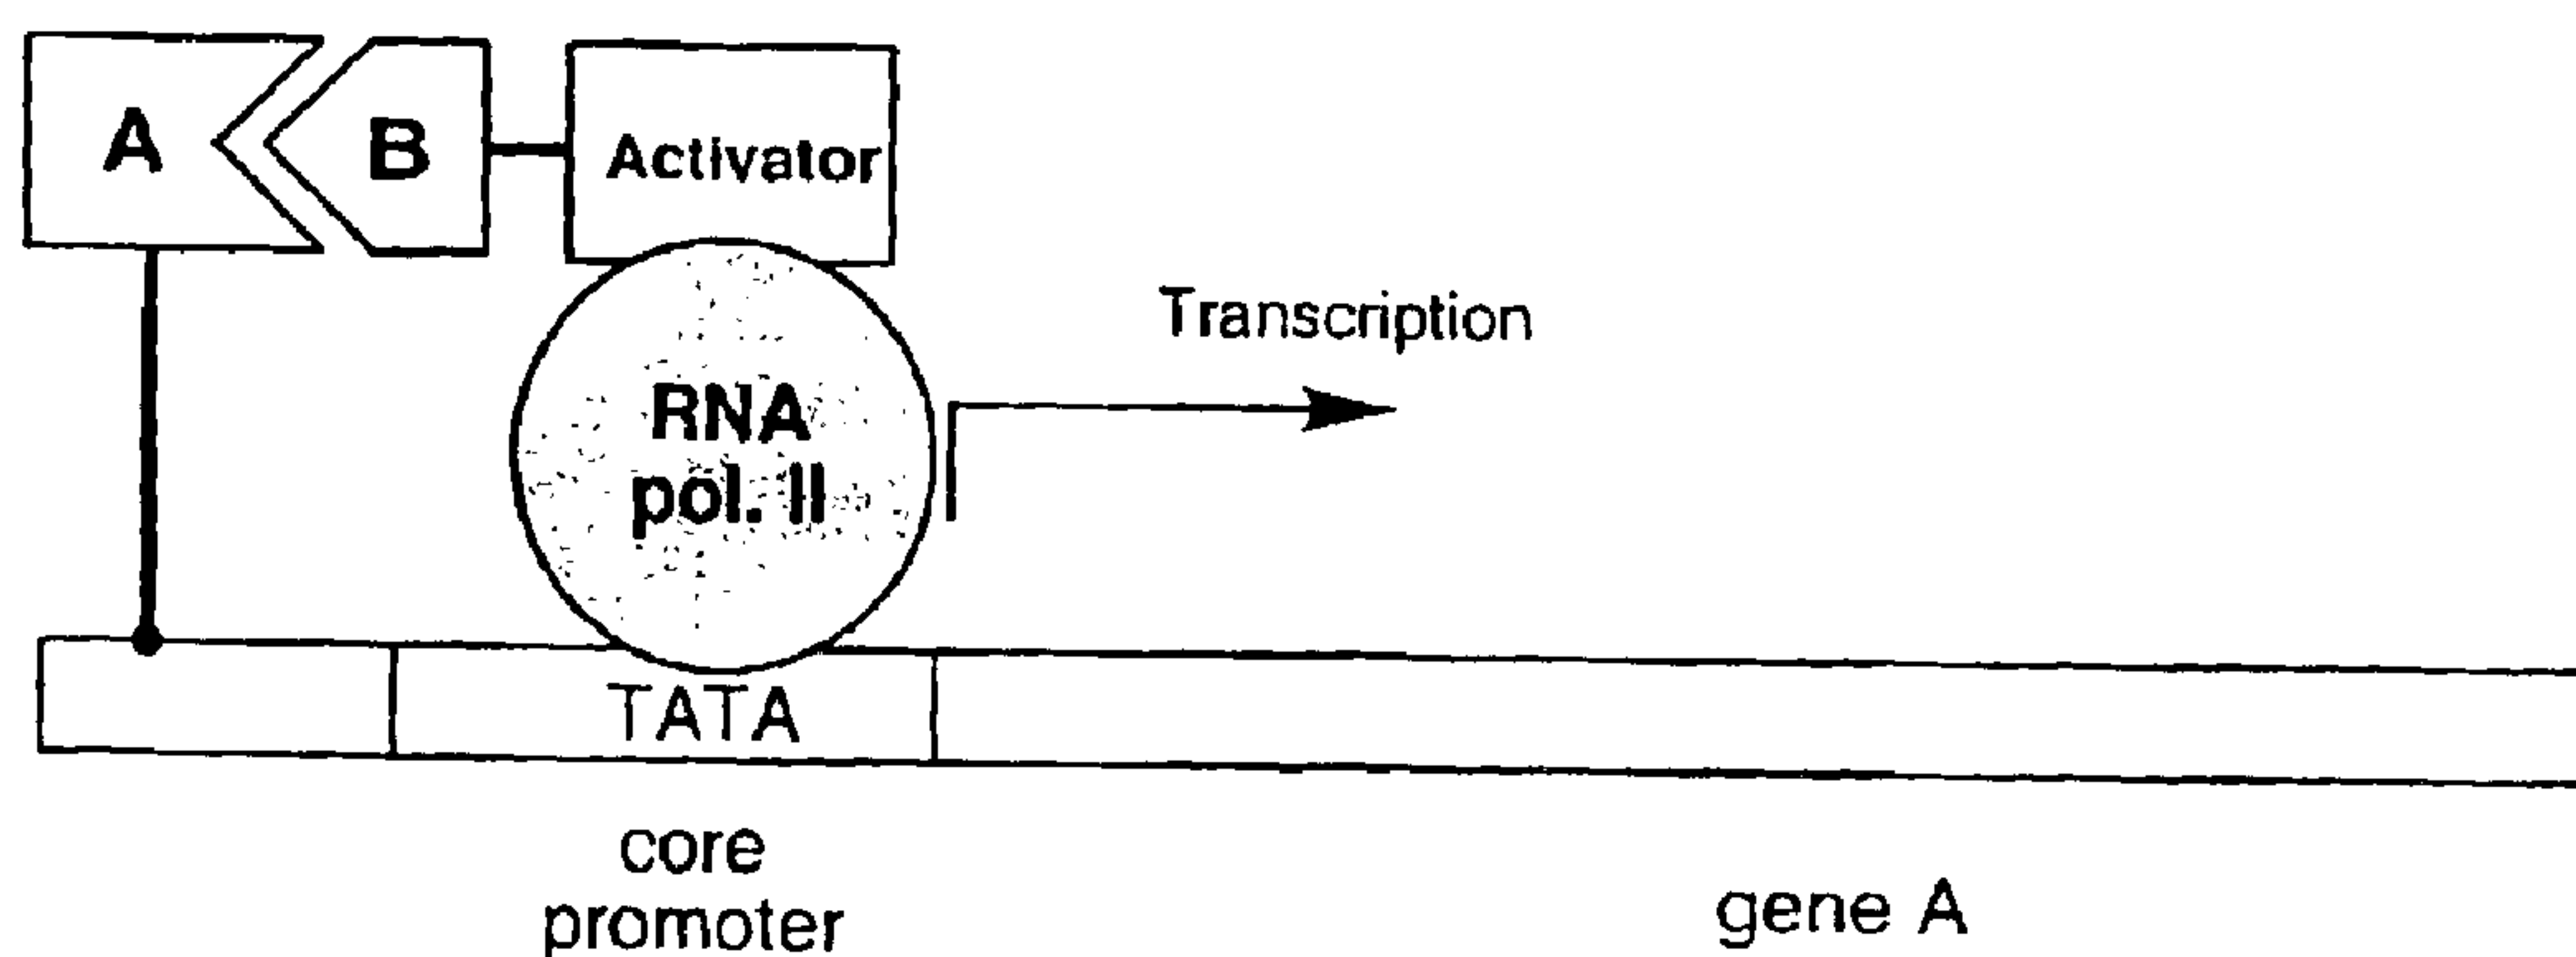 A
B
Activator
Transcription
RNA
pol. II
TATA
core
promoter
gene A